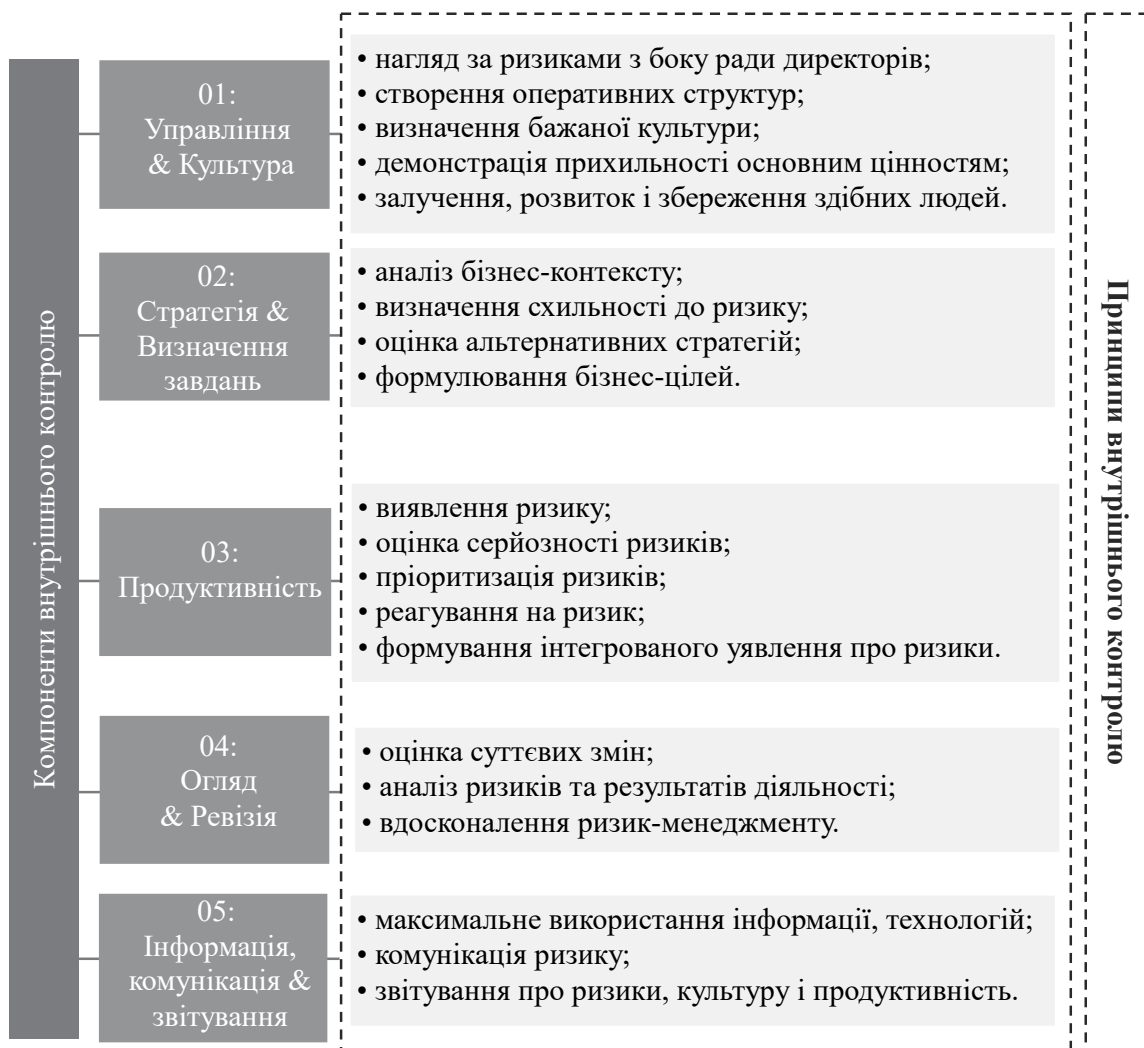 Компоненти внутрішнього контролю
01:
Управління
& Культура
• нагляд за ризиками з боку ради директорів;
• створення оперативних структур;
• визначення бажаної культури;
• демонстрація прихильності основним цінностям;
• залучення, розвиток і збереження здібних людей.
02:
Стратегія &
Визначення
завдань
• аналіз бізнес-контексту;
• визначення схильності до ризику;
• оцінка альтернативних стратегій;
• формулювання бізнес-цілей.
03:
Продуктивність
• виявлення ризику;
• оцінка серйозності ризиків;
• пріоритизація ризиків;
• реагування на ризик;
• формування інтегрованого уявлення про ризики.
04:
Огляд
& Ревізія
• оцінка суттєвих змін;
• аналіз ризиків та результатів діяльності;
• вдосконалення ризик-менеджменту.
05:
Інформація,
комунікація &
звітування
• максимальне використання інформації, технологій;
• комунікація ризику;
• звітування про ризики, культуру і продуктивність.
Принципи внутрішнього контролю